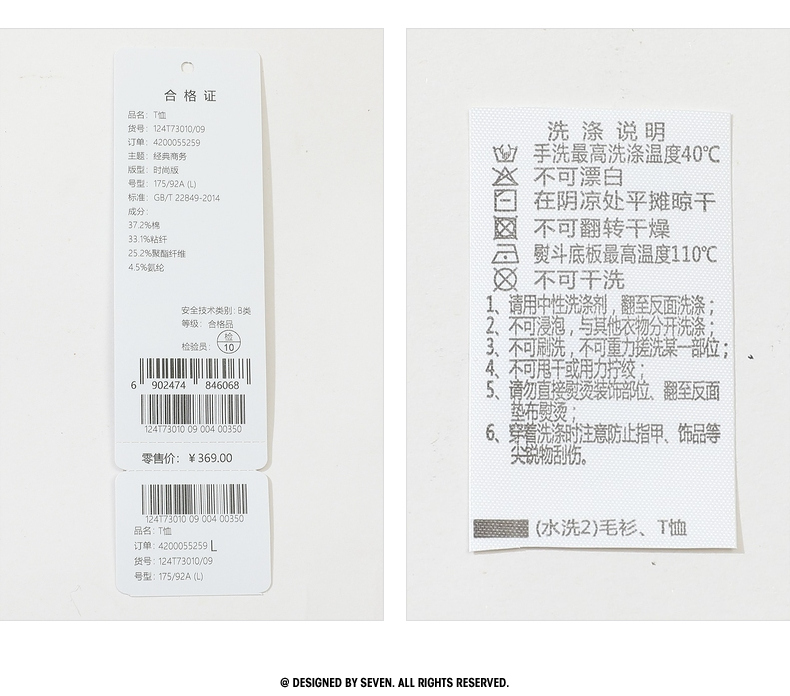 合格证
品名：T恤
货号：124T73010/09
订单：4200055259
主题：经典商务
版型：时尚版
号型：175/92A (L)
标准：GB/T 22849-2014
成分：
37.2%棉
33.1%粘纤
25.2%聚酯纤维
4.5%氨纶
安全技术类别：B类
等级：合格品
检验员：检 10
6 902474 846068
124T73010 09 004 00350
零售价：￥369.00
124T73010 09 004 00350
品名：T恤
订单：4200055259 L
货号：124T73010/09
号型：175/92A (L)
洗涤说明
手洗最高洗涤温度40℃
不可漂白
在阴凉处平摊晾干
不可翻转干燥
熨斗底板最高温度110℃
不可干洗
1、请用中性洗涤剂，翻至反面洗涤；
2、不可浸泡，与其他衣物分开洗涤；
3、不可刷洗，不可重力搓洗某一部位；
4、不可甩干或用力拧绞；
5、请勿直接熨烫装饰部位、翻至反面
垫布熨烫；
6、穿着洗涤时注意防止指甲、饰品等
尖锐物刮伤。
(水洗2)毛衫、T恤
@ DESIGNED BY SEVEN. ALL RIGHTS RESERVED.